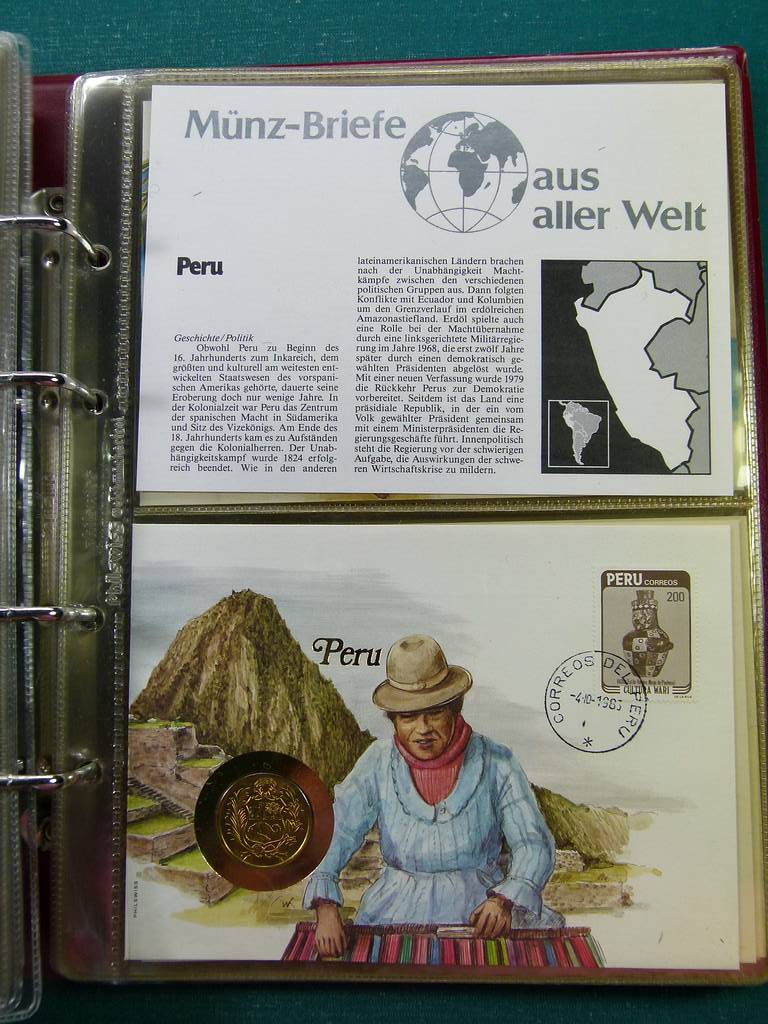 Münz-Briefe
aus
aller Welt
Peru
Geschichte/Politik
Obwohl Peru zu Beginn des
16. Jahrhunderts zum Inkareich, dem
größten und kulturell am weitesten ent-
wickelten Staatswesen des vorspani-
schen Amerikas gehörte, dauerte seine
Eroberung doch nur wenige Jahre. In
der Kolonialzeit war Peru das Zentrum
der spanischen Macht in Südamerika
und Sitz des Vizekönigs. Am Ende des
18. Jahrhunderts kam es zu Aufständen
gegen die Kolonialherren. Der Unab-
hängigkeitskampf wurde 1824 erfolg-
reich beendet. Wie in den anderen
lateinamerikanischen Ländern brachen
nach der Unabhängigkeit Macht-
kämpfe zwischen den verschiedenen
politischen Gruppen aus. Dann folgten
Konflikte mit Ecuador und Kolumbien
um den Grenzverlauf im erdölreichen
Amazonastiefland. Erdöl spielte auch
eine Rolle bei der Machtübernahme
durch eine linksgerichtete Militärregie-
rung im Jahre 1968, die erst zwölf Jahre
später durch einen demokratisch ge-
wählten Präsidenten abgelöst wurde.
Mit einer neuen Verfassung wurde 1979
die Rückkehr Perus zur Demokratie
vorbereitet. Seitdem ist das Land eine
präsidiale Republik, in der ein vom
Volk gewählter Präsident gemeinsam
mit einem Ministerpräsidenten die Re-
gierungsgeschäfte führt. Innenpolitisch
steht die Regierung vor der schwierigen
Aufgabe, die Auswirkungen der schwe-
ren Wirtschaftskrise zu mildern.
Peru
PERU CORREOS
200
CULTURA WARI
CORREOS DEL PERU
PHILSWISS